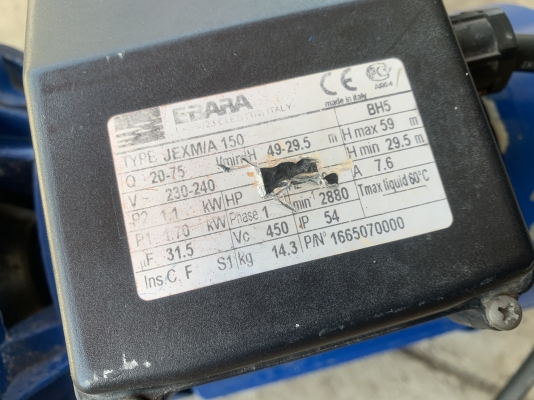 EBARA
CE
made in italy
TYPE JEXM/A 150 BH5
Q 20-75 l/min H 49-29.5 m H max 59 m
V~ 230-240 H min 29.5 m
P2 1.1 kW HP min 2880 A 7.6
P1 1.70 kW Phase 1 IP 54 Tmax liquid 60°C
µF 31.5 Vc 450
Ins.C. F S1 kg 14.3 P/N° 1665070000